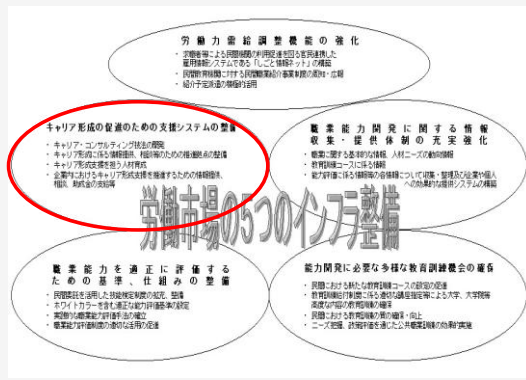 労働力需給調整機能の強化
・ 求職者等による民間機関の利用促進を図る官民連携した
雇用情報システムである「しごと情報ネット」の構築
・ 民間教育機関に対する民間職業紹介事業制度の周知・広報
・ 紹介予定派遣の積極的活用
キャリア形成の促進のための支援システムの整備
・ キャリア・コンサルティング技法の開発
・ キャリア形成に係る情報提供、相談等のための推進拠点の整備
・ キャリア形成支援を担う人材育成
・ 企業内におけるキャリア形成支援を推進するための情報提供、
相談、助成金の支給等
職業能力開発に関する情報
収集・提供体制の充実強化
・ 職業に関する基本的な情報、人材ニーズの動向情報
・ 教育訓練コースに係る情報
・ 能力評価に係る情報等の各情報について収集・整理及び企業や個人
への効果的な提供システムの構築
労働市場の5つのインフラ整備
職業能力を適正に評価する
ための基準、仕組みの整備
・ 民間委託を活用した技能検定制度の拡充、整備
・ ホワイトカラーを含む適正な能力評価基準の設定
・ 実践的な職業能力評価手法の確立
・ 職業能力評価制度の適切な活用の促進
能力開発に必要な多様な教育訓練機会の確保
・ 民間における新たな教育訓練コースの設定の促進
・ 教育訓練給付制度に係る適切な講座指定等による大学、大学院等
高度な内容の教育訓練の確保
・ 民間における教育訓練の質の確保・向上
・ ニーズ把握、政策評価を通じた公共職業訓練の効果的実施